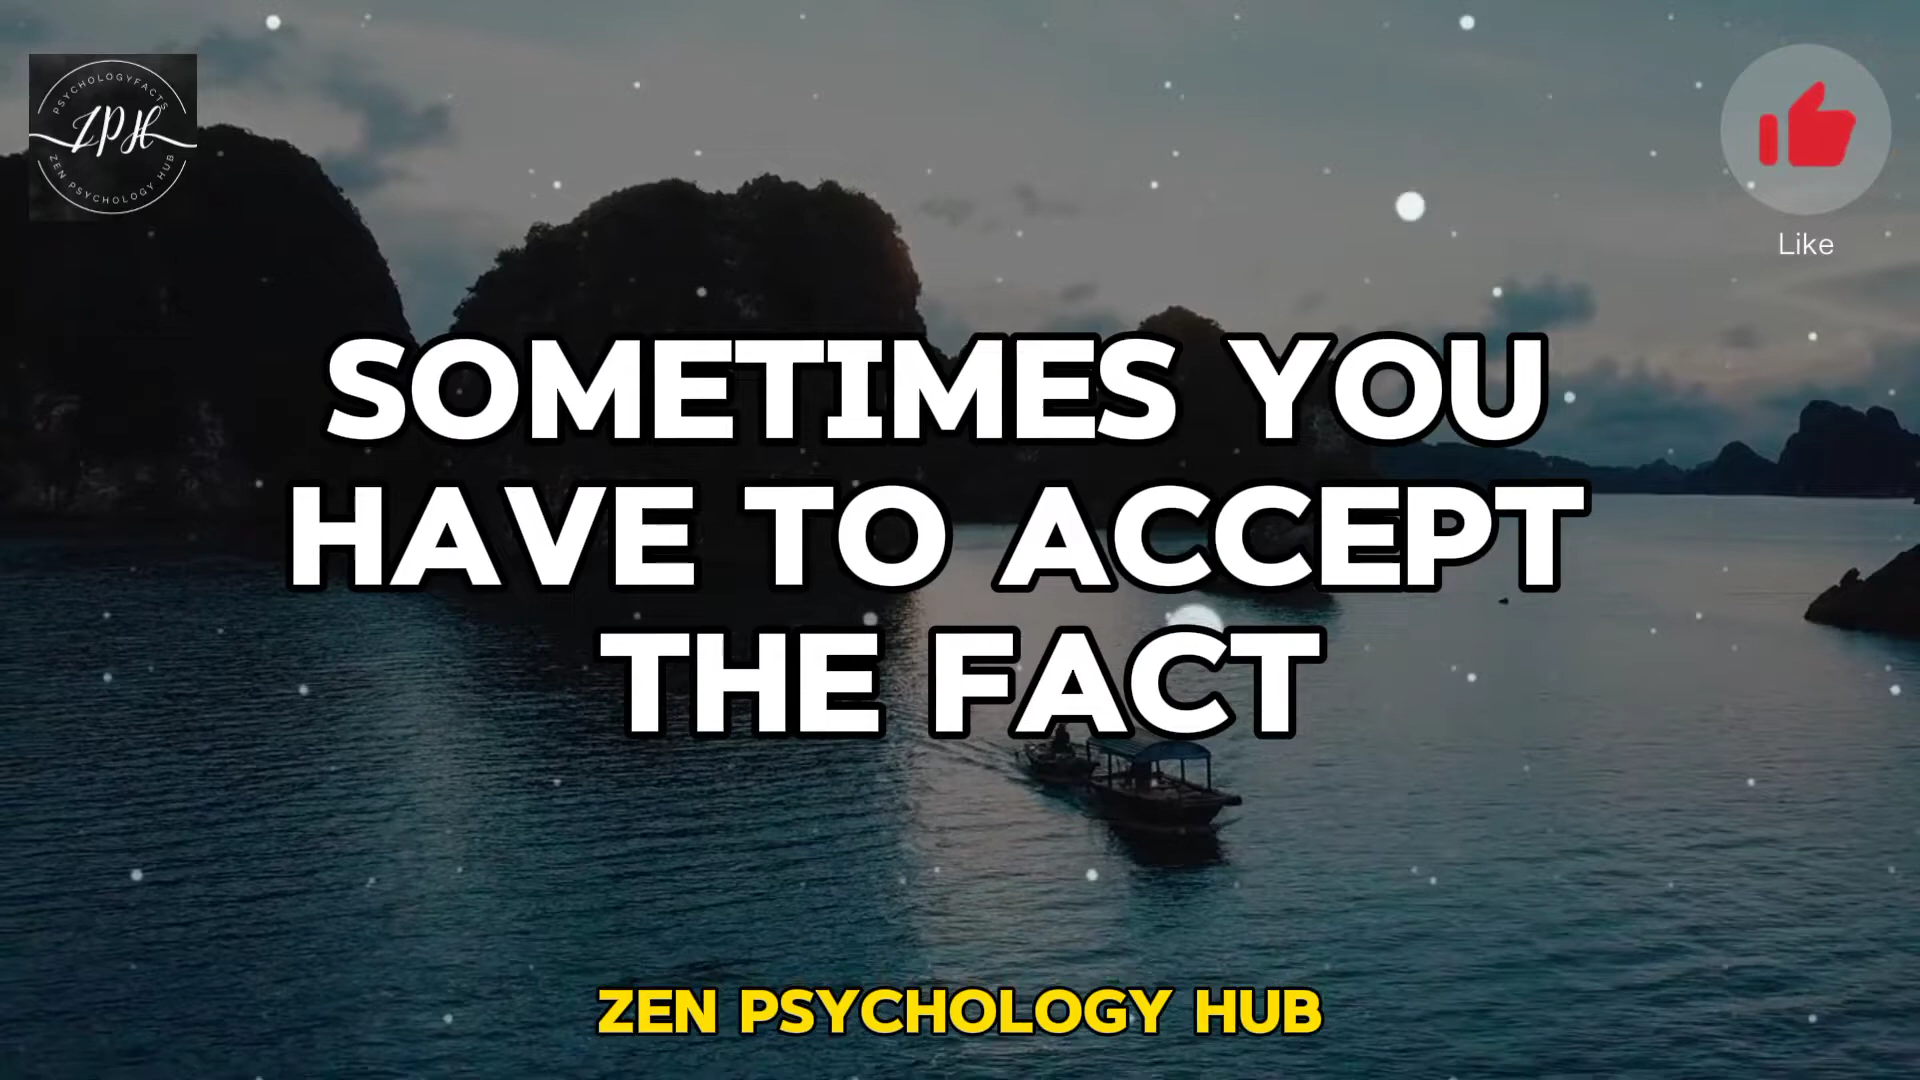 PSYCHOLOGYFACTS
ZPH
ZEN PSYCHOLOGY HUB
Like
SOMETIMES YOU
HAVE TO ACCEPT
THE FACT
ZEN PSYCHOLOGY HUB